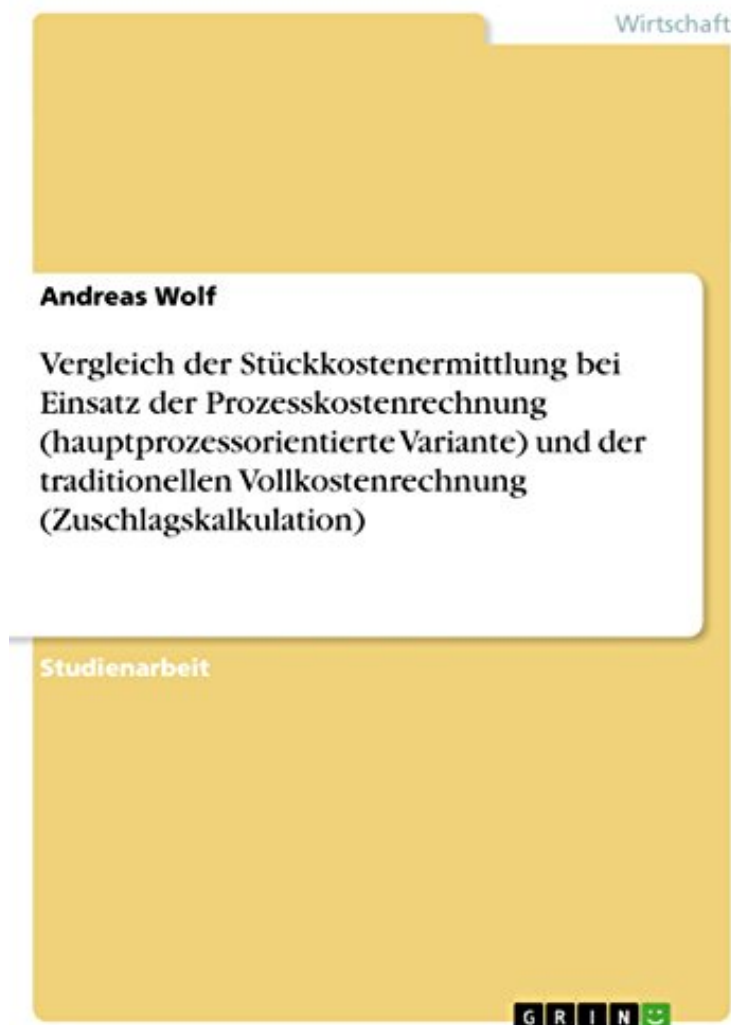 Wirtschaft
Andreas Wolf
Vergleich der Stückkostenermittlung bei
Einsatz der Prozesskostenrechnung
(hauptprozessorientierte Variante) und der
traditionellen Vollkostenrechnung
(Zuschlagskalkulation)
Studienarbeit
GRIN